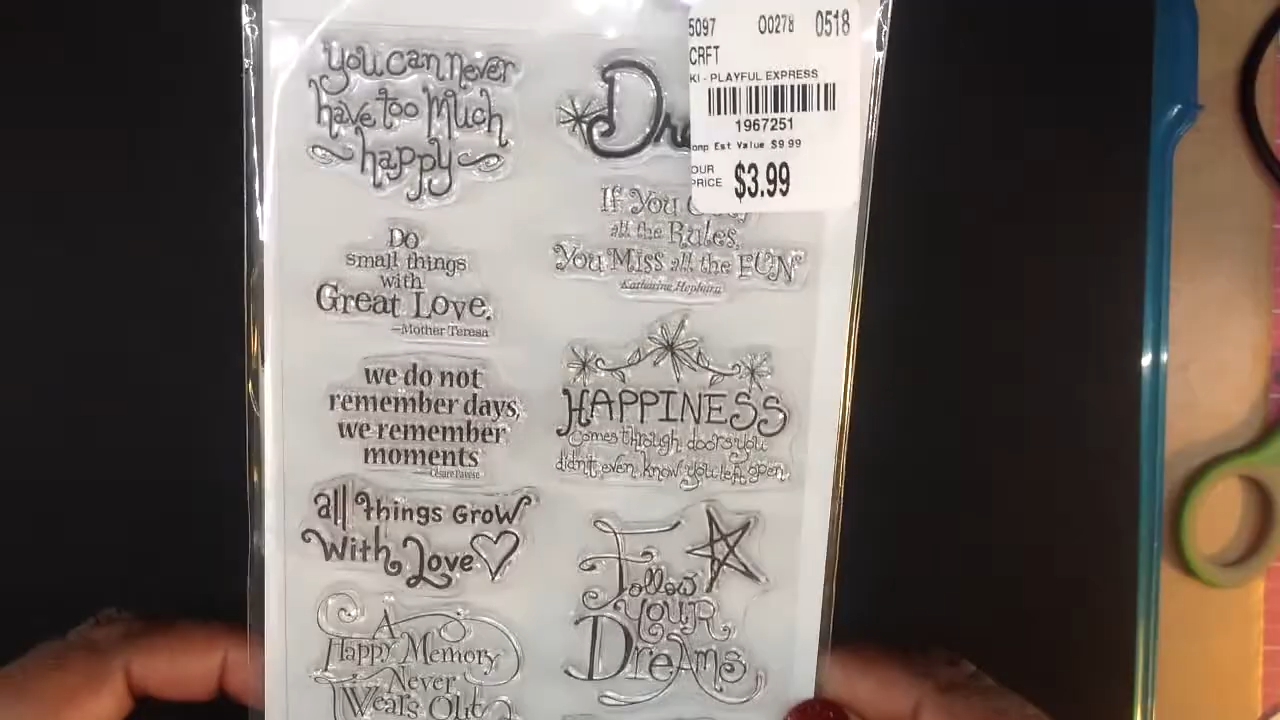 you can never
have too Much
happy
Do
small things
with
Great Love.
—Mother Teresa
we do not
remember days,
we remember
moments
Cesare Pavese
all things Grow
with Love
A
Happy Memory
Never
Wears Out
5097 00278 0518
CRFT
KI - PLAYFUL EXPRESS
1967251
omp Est Value $9.99
OUR
PRICE $3.99
If You
all the Rules,
You Miss all the FUN
Katharine Hepburn
HAPPINESS
Comes through doors you
didn't even know you left open.
Follow
YOUR
Dreams